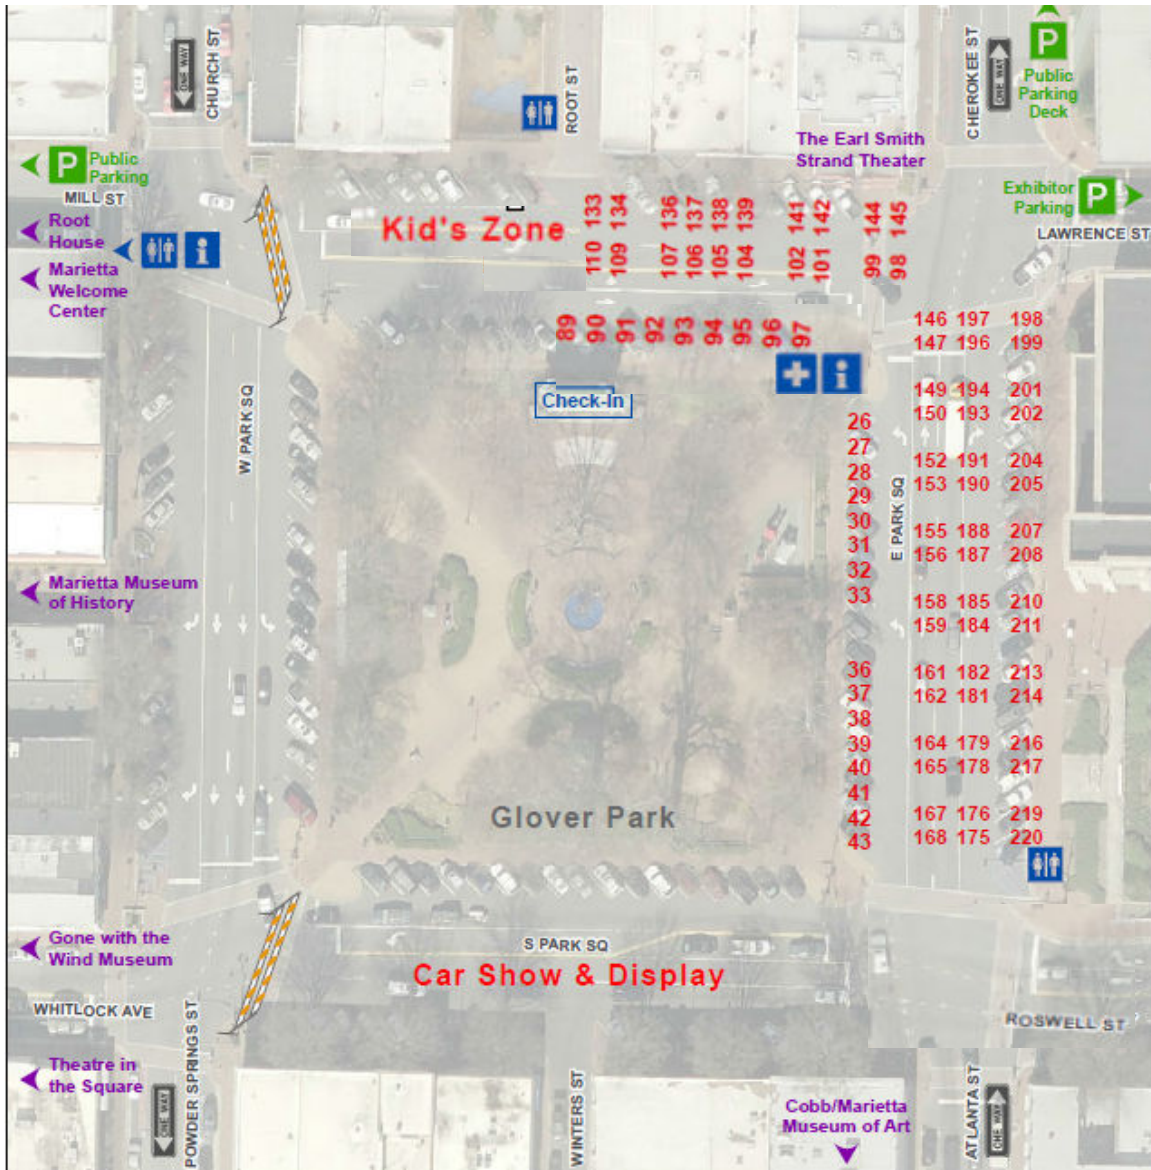 ONE WAY
CHURCH ST
ROOT ST
CHEROKEE ST
ONE WAY
P
Public
Parking
Deck
The Earl Smith
Strand Theater
P
Public
Parking
MILL ST
Exhibitor
Parking
P
LAWRENCE ST
Root
House
i
Marietta
Welcome
Center
Kid's Zone
133 134 136 137 138 139 141 142 144 145
110 109 107 106 105 104 102 101 99 98
89 90 91 92 93 94 95 96 97
i
Check-In
146 197 198
147 196 199
149 194 201
150 193 202
152 191 204
153 190 205
155 188 207
156 187 208
158 185 210
159 184 211
161 182 213
162 181 214
164 179 216
165 178 217
167 176 219
168 175 220
26
27
28
29
30
31
32
33
36
37
38
39
40
41
42
43
W PARK SQ
E PARK SQ
Marietta Museum
of History
Glover Park
Gone with the
Wind Museum
S PARK SQ
Car Show & Display
WHITLOCK AVE
ROSWELL ST
Theatre in
the Square
ONE WAY
POWDER SPRINGS ST
WINTERS ST
Cobb/Marietta
Museum of Art
ATLANTA ST
ONE WAY